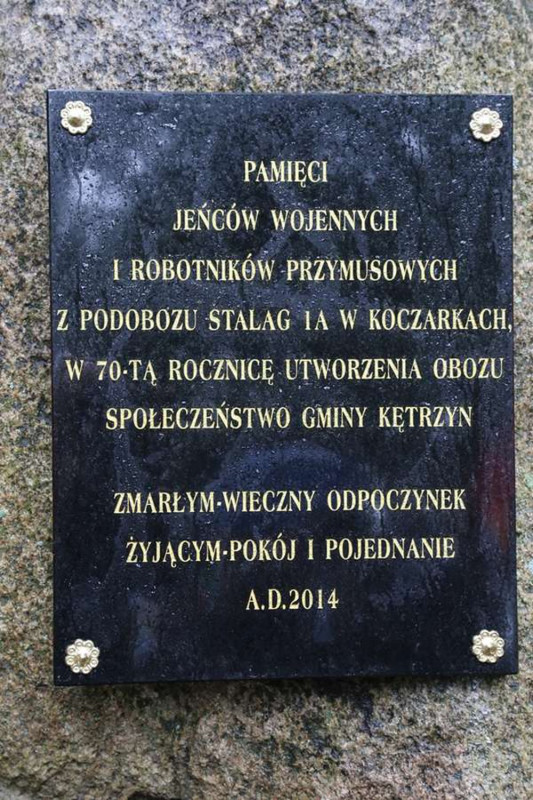 PAMIĘCI
JEŃCÓW WOJENNYCH
I ROBOTNIKÓW PRZYMUSOWYCH
Z PODOBOZU STALAG 1A W KOCZARKACH,
W 70-TĄ ROCZNICĘ UTWORZENIA OBOZU
SPOŁECZEŃSTWO GMINY KĘTRZYN
ZMARŁYM-WIECZNY ODPOCZYNEK
ŻYJĄCYM-POKÓJ I POJEDNANIE
A.D.2014